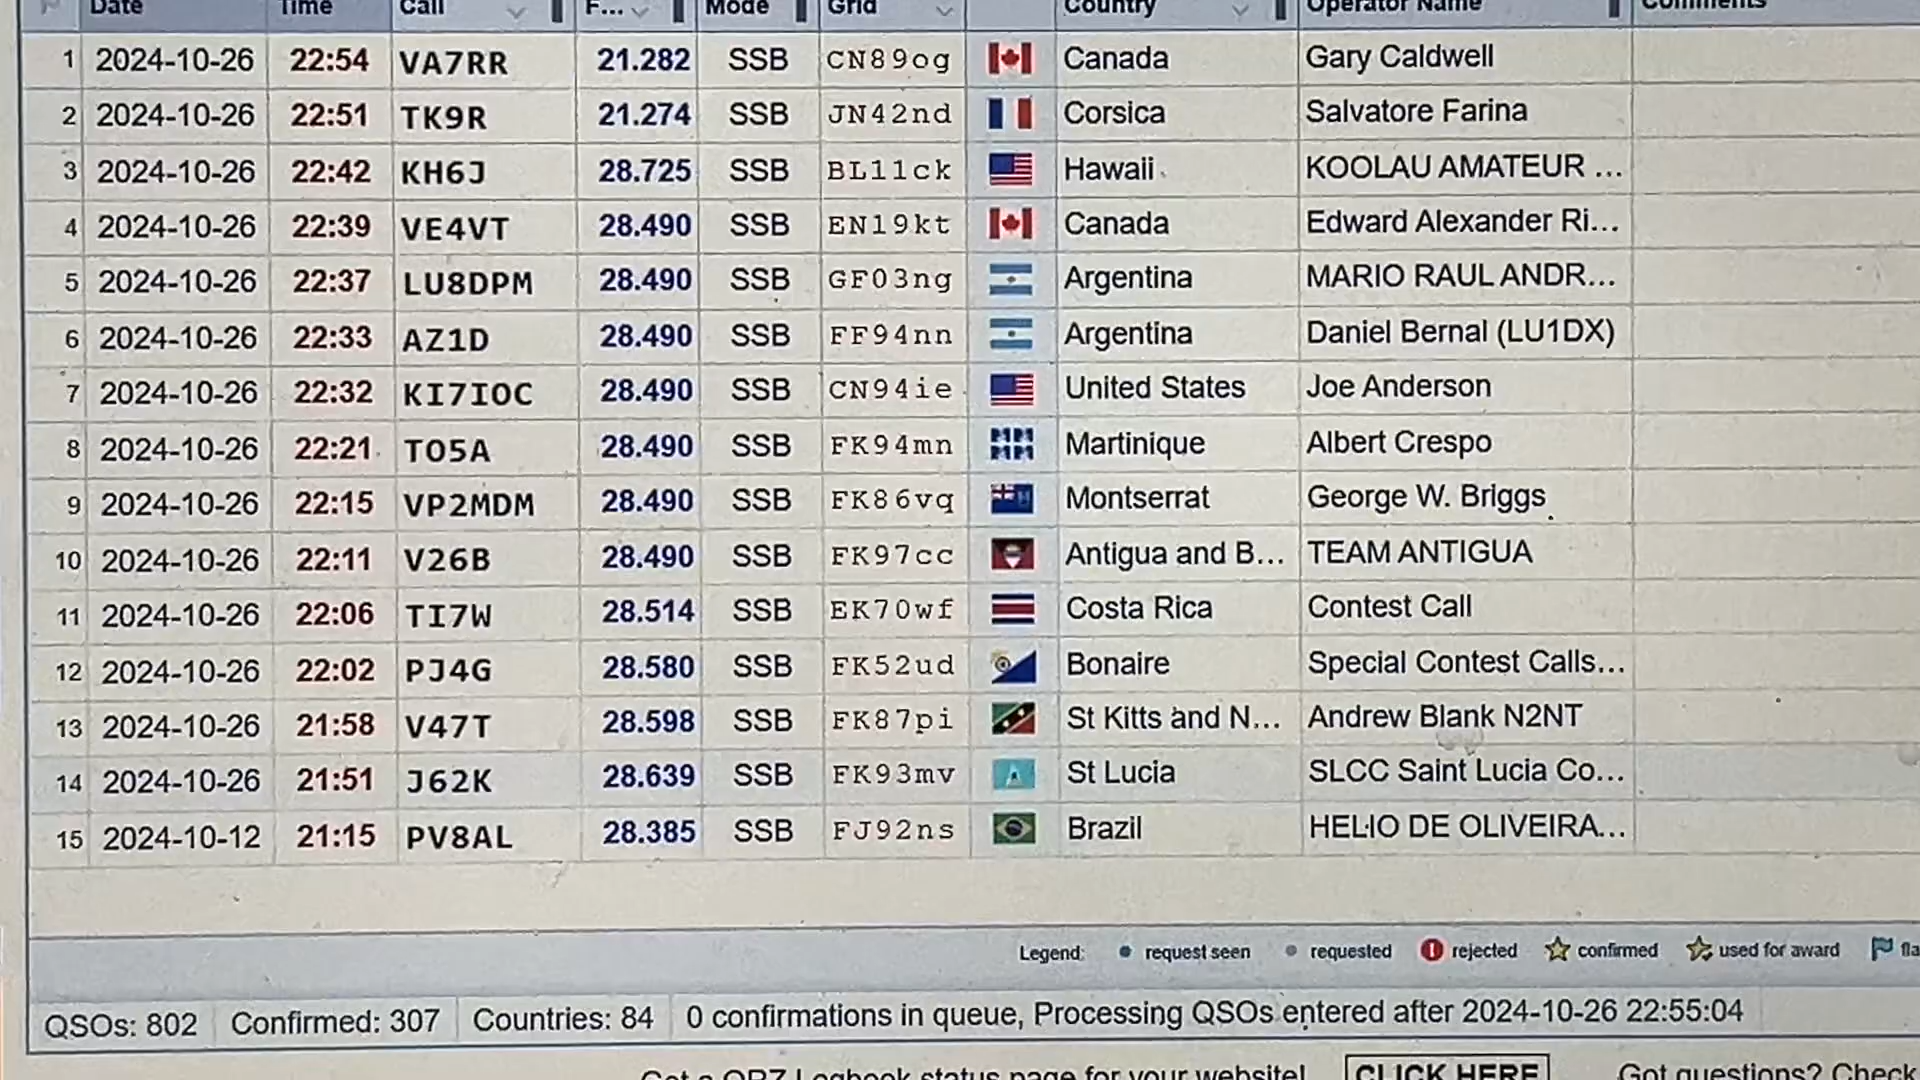 Date Time Call F... Mode Grid Country Operator Name Comments
1 2024-10-26 22:54 VA7RR 21.282 SSB CN89og Canada Gary Caldwell
2 2024-10-26 22:51 TK9R 21.274 SSB JN42nd Corsica Salvatore Farina
3 2024-10-26 22:42 KH6J 28.725 SSB BL11ck Hawaii KOOLAU AMATEUR ...
4 2024-10-26 22:39 VE4VT 28.490 SSB EN19kt Canada Edward Alexander Ri...
5 2024-10-26 22:37 LU8DPM 28.490 SSB GF03ng Argentina MARIO RAUL ANDR...
6 2024-10-26 22:33 AZ1D 28.490 SSB FF94nn Argentina Daniel Bernal (LU1DX)
7 2024-10-26 22:32 KI7IOC 28.490 SSB CN94ie United States Joe Anderson
8 2024-10-26 22:21 TO5A 28.490 SSB FK94mn Martinique Albert Crespo
9 2024-10-26 22:15 VP2MDM 28.490 SSB FK86vq Montserrat George W. Briggs
10 2024-10-26 22:11 V26B 28.490 SSB FK97cc Antigua and B... TEAM ANTIGUA
11 2024-10-26 22:06 TI7W 28.514 SSB EK70wf Costa Rica Contest Call
12 2024-10-26 22:02 PJ4G 28.580 SSB FK52ud Bonaire Special Contest Calls...
13 2024-10-26 21:58 V47T 28.598 SSB FK87pi St Kitts and N... Andrew Blank N2NT
14 2024-10-26 21:51 J62K 28.639 SSB FK93mv St Lucia SLCC Saint Lucia Co...
15 2024-10-12 21:15 PV8AL 28.385 SSB FJ92ns Brazil HELIO DE OLIVEIRA...
Legend: request seen requested rejected confirmed used for award fla
QSOs: 802 Confirmed: 307 Countries: 84 0 confirmations in queue, Processing QSOs entered after 2024-10-26 22:55:04
Get a QRZ Logbook status page for your website! CLICK HERE Got questions? Check